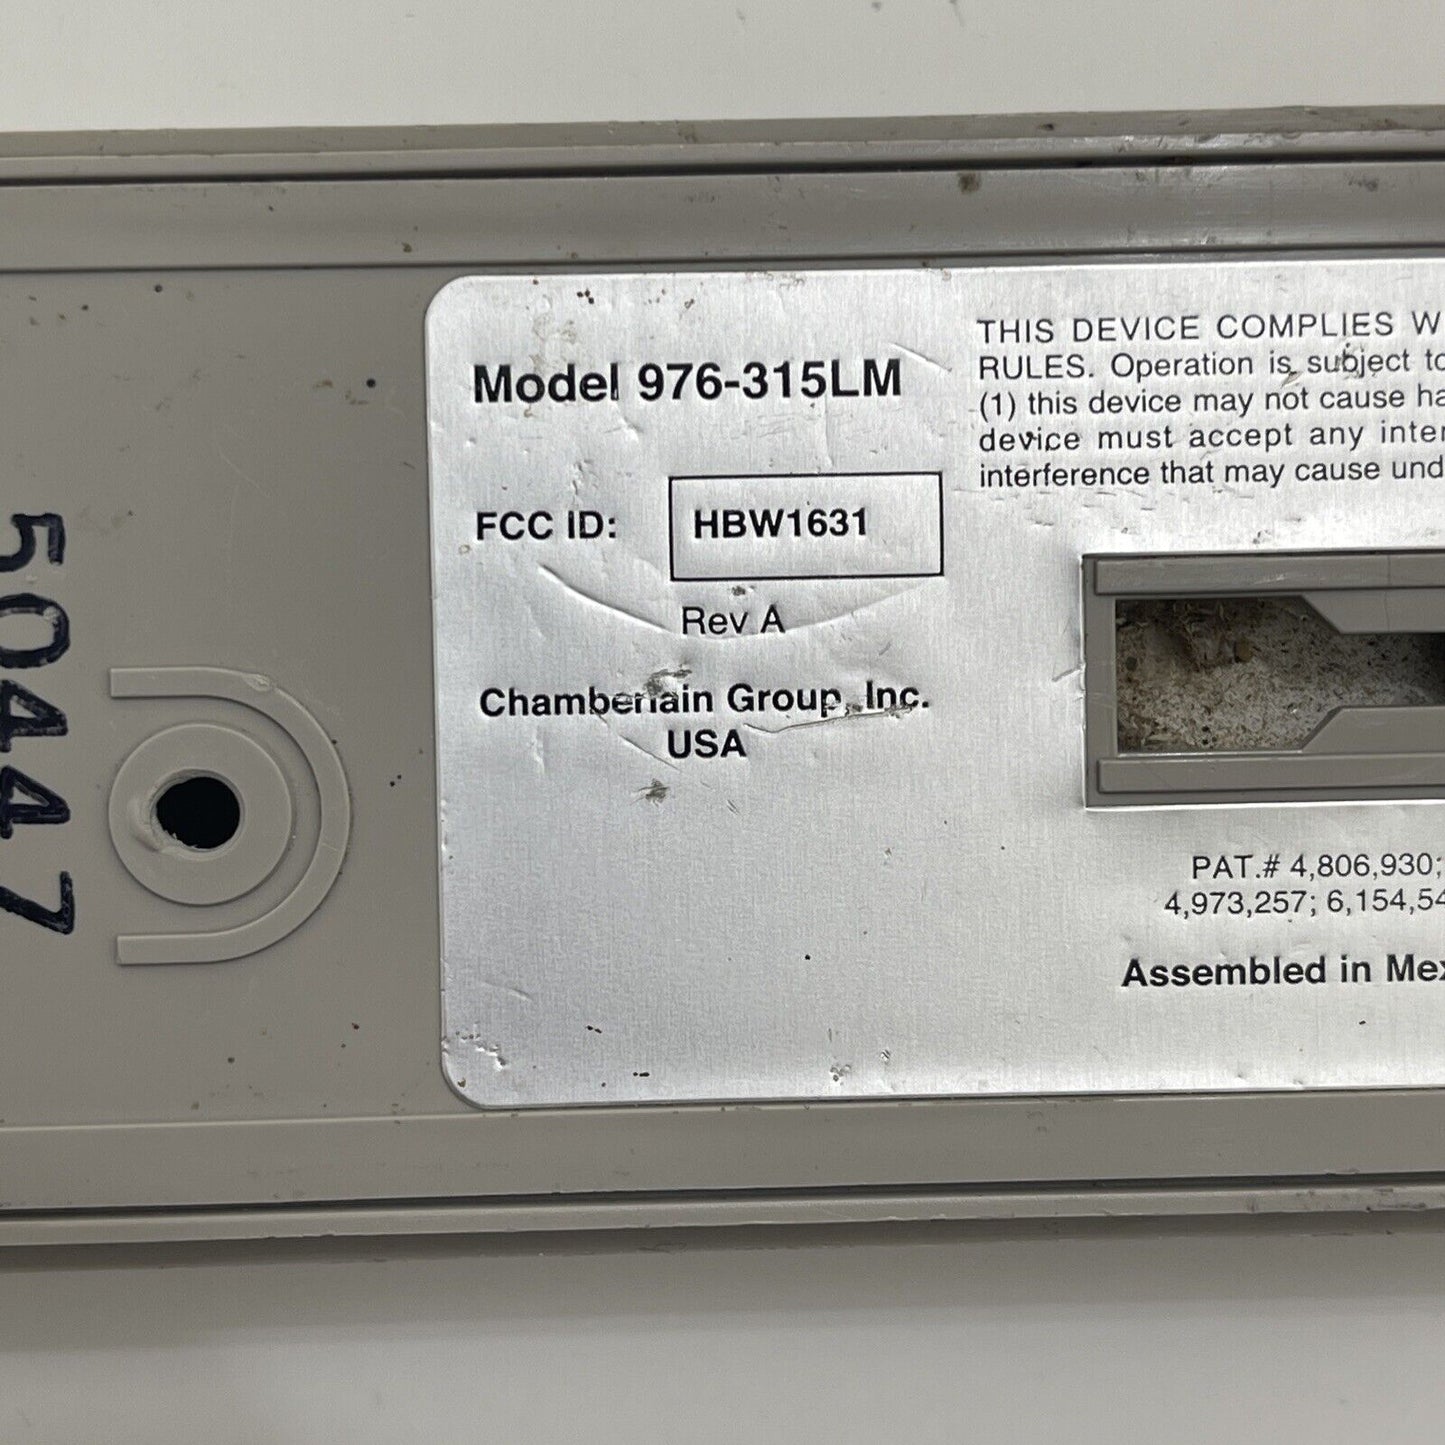 50447
Model 976-315LM
FCC ID: HBW1631
Rev A
Chamberlain Group, Inc.
USA
THIS DEVICE COMPLIES W
RULES. Operation is subject to
(1) this device may not cause ha
device must accept any inter
interference that may cause und
PAT.# 4,806,930;
4,973,257; 6,154,54
Assembled in Mex